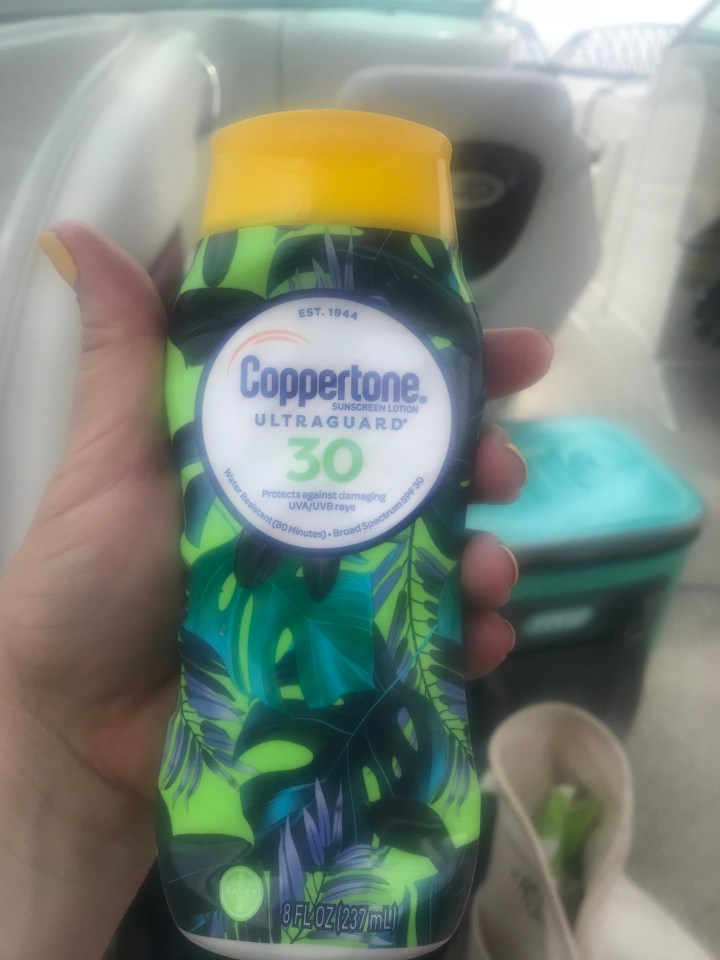 EST. 1944
Coppertone.
SUNSCREEN LOTION
ULTRAGUARD®
30
Protects against damaging
UVA/UVB rays
Water Resistant (80 Minutes) • Broad Spectrum SPF 30
8 FL OZ (237 mL)